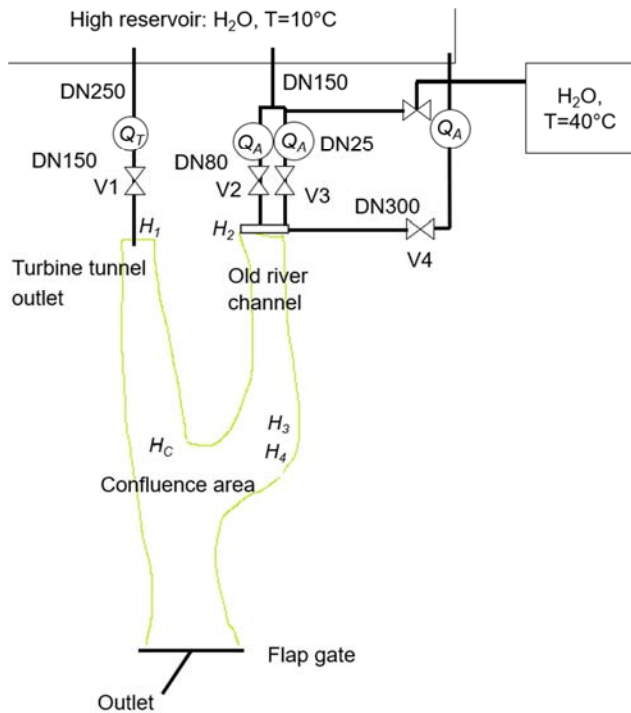 High reservoir: H₂O, T=10°C
DN250
DN150
H₂O,
T=40°C
Q_T
Q_A
Q_A
DN25
Q_A
DN150
DN80
V1
V2
V3
DN300
H₁
H₂
V4
Turbine tunnel
outlet
Old river
channel
H₃
H_C
H₄
Confluence area
Flap gate
Outlet